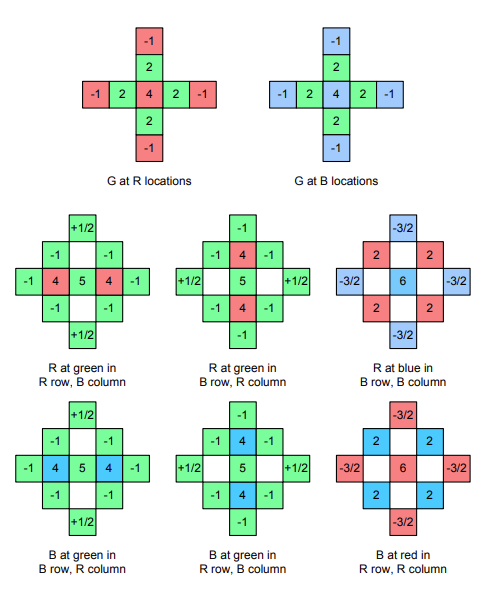 -1 -1
2 2
-1 2 4 2 -1 -1 2 4 2 -1
2 2
-1 -1
G at R locations G at B locations
+1/2 -1 -3/2
-1 -1 -1 4 -1 2 2
-1 4 5 4 -1 +1/2 5 +1/2 -3/2 6 -3/2
-1 -1 -1 4 -1 2 2
+1/2 -1 -3/2
R at green in R at green in R at blue in
R row, B column B row, R column B row, B column
+1/2 -1 -3/2
-1 -1 -1 4 -1 2 2
-1 4 5 4 -1 +1/2 5 +1/2 -3/2 6 -3/2
-1 -1 -1 4 -1 2 2
+1/2 -1 -3/2
B at green in B at green in B at red in
B row, R column R row, B column R row, R column